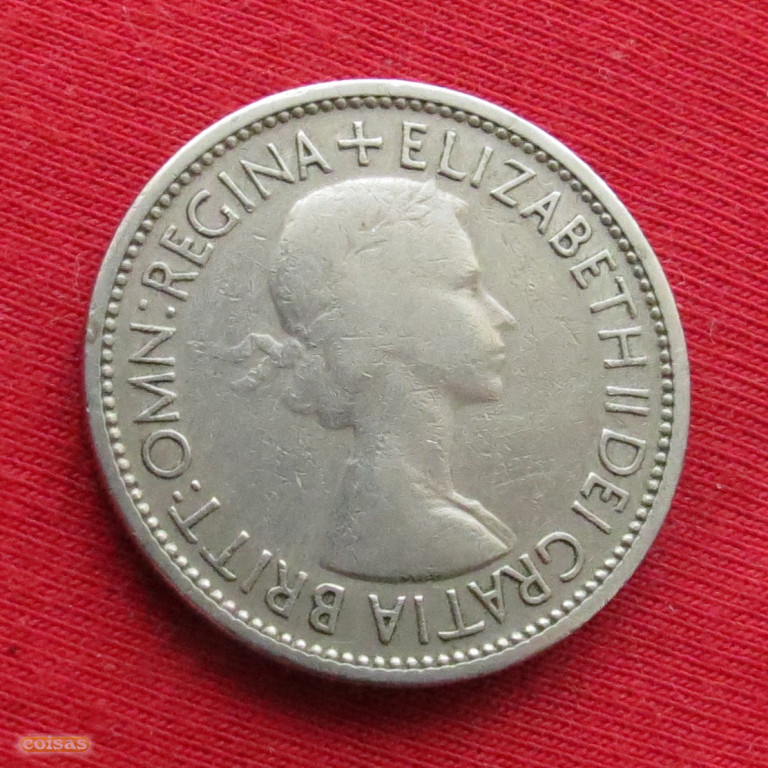 + ELIZABETH II DEI GRATIA BRITT: OMN: REGINA
coisas